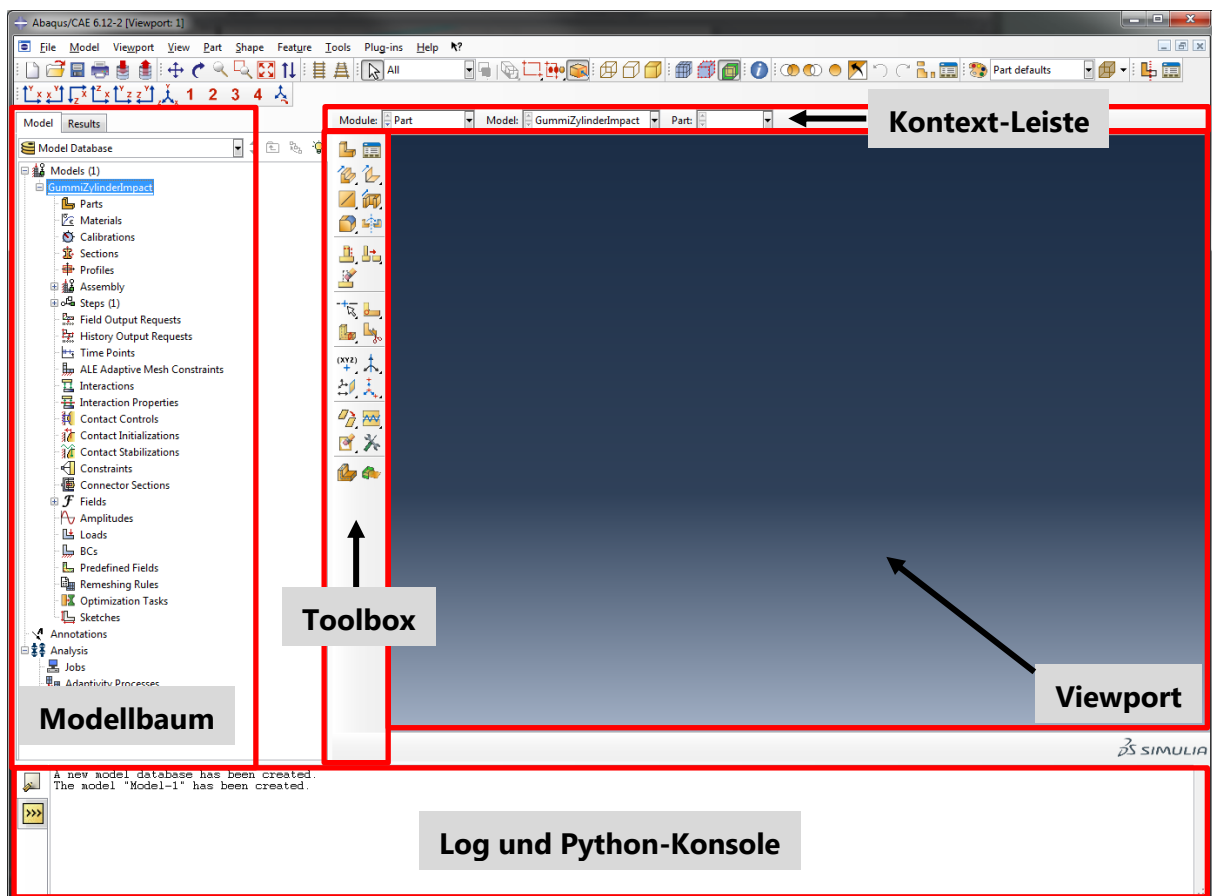 Abaqus/CAE 6.12-2 [Viewport: 1]
File Model Viewport View Part Shape Feature Tools Plug-ins Help
All
Part defaults
1 2 3 4
Model Results
Module: Part Model: GummiZylinderImpact Part:
Kontext-Leiste
Model Database
Models (1)
GummiZylinderImpact
Parts
Materials
Calibrations
Sections
Profiles
Assembly
Steps (1)
Field Output Requests
History Output Requests
Time Points
ALE Adaptive Mesh Constraints
Interactions
Interaction Properties
Contact Controls
Contact Initializations
Contact Stabilizations
Constraints
Connector Sections
Fields
Amplitudes
Loads
BCs
Predefined Fields
Remeshing Rules
Optimization Tasks
Sketches
Annotations
Analysis
Jobs
Adaptivity Processes
(XYZ)
Toolbox
Viewport
Modellbaum
SIMULIA
A new model database has been created.
The model "Model-1" has been created.
>>>
Log und Python-Konsole